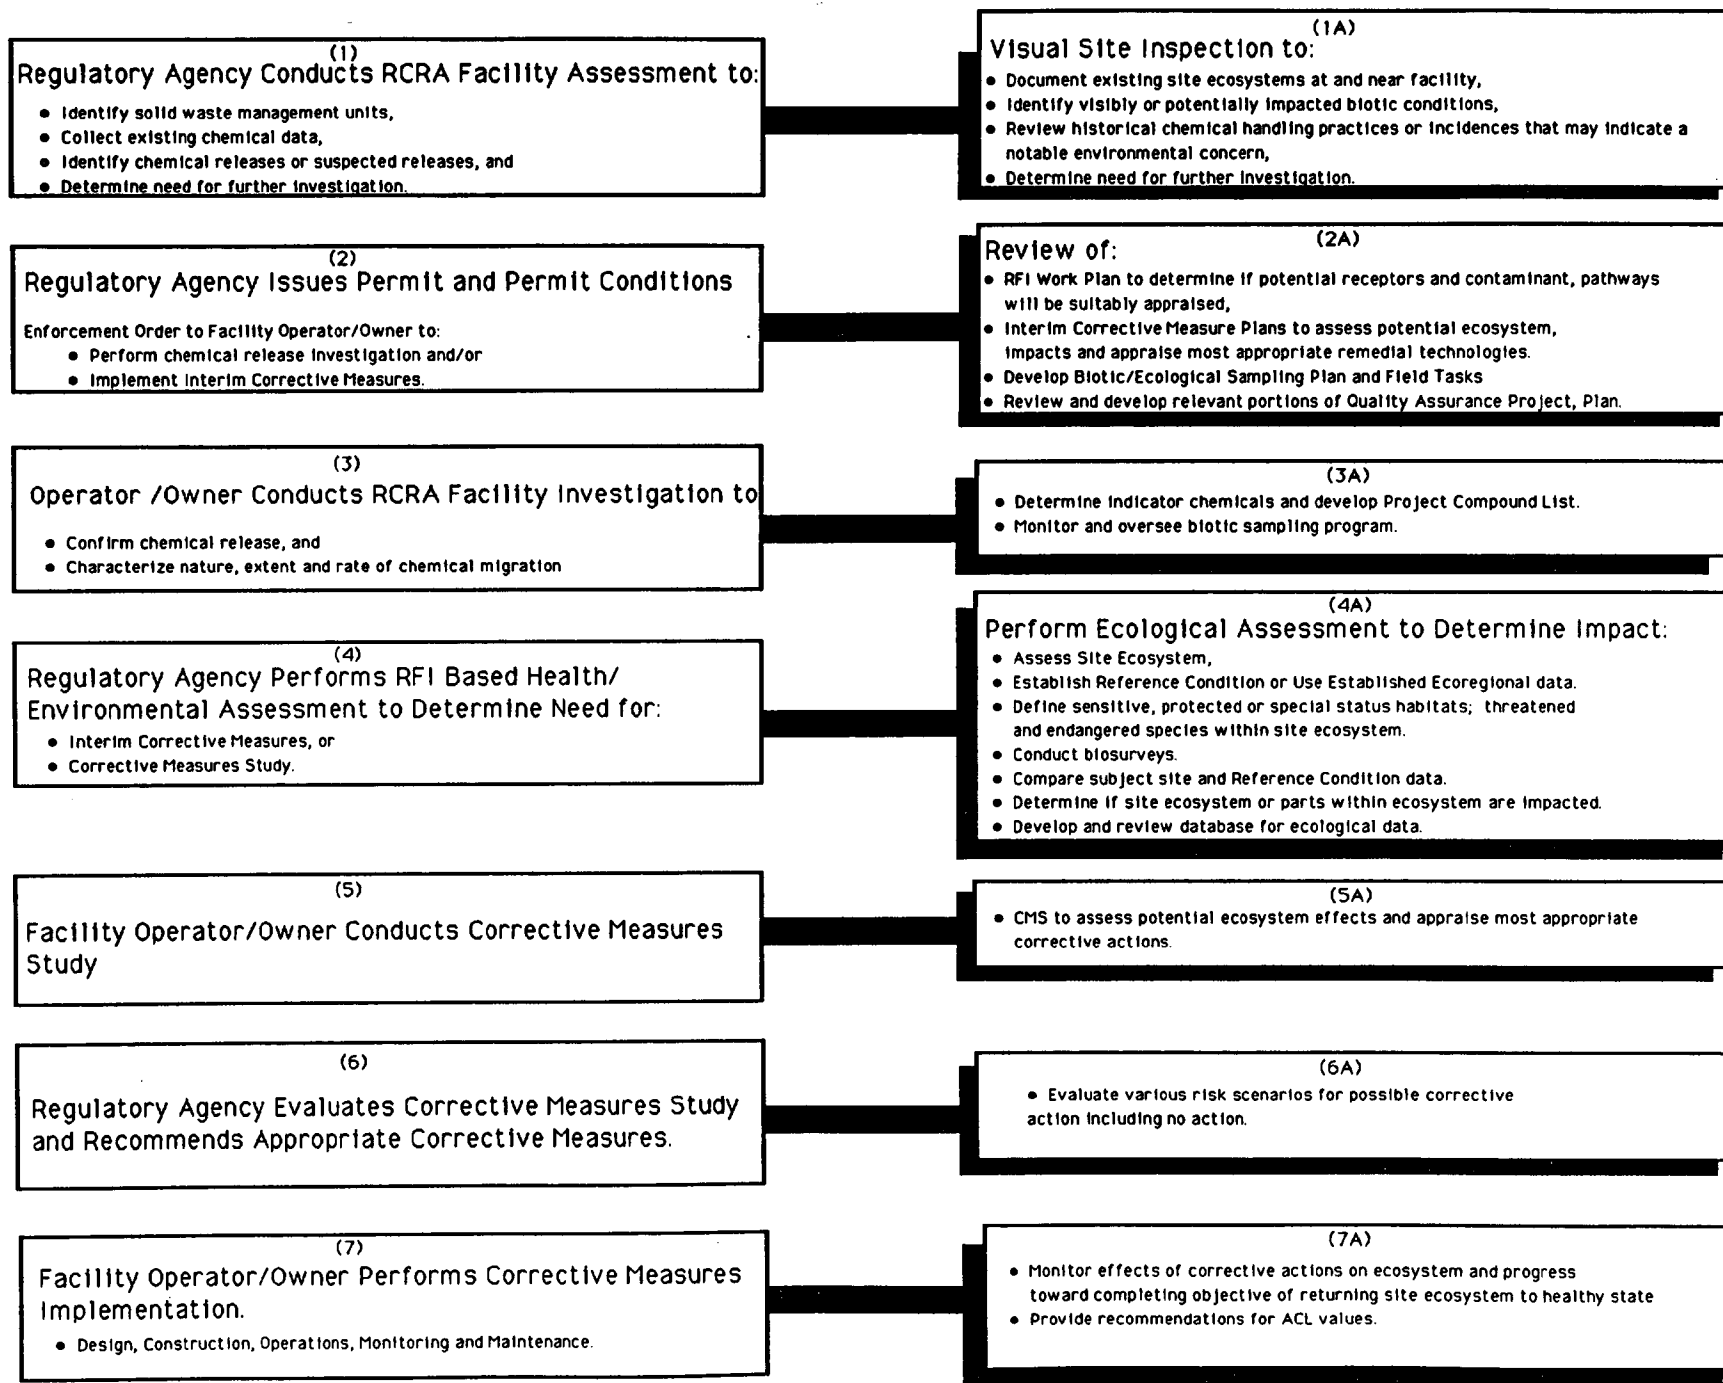 (1)
Regulatory Agency Conducts RCRA Facility Assessment to:
• Identify solid waste management units,
• Collect existing chemical data,
• Identify chemical releases or suspected releases, and
• Determine need for further investigation.
(1A)
Visual Site Inspection to:
• Document existing site ecosystems at and near facility,
• Identify visibly or potentially impacted biotic conditions,
• Review historical chemical handling practices or incidences that may indicate a
notable environmental concern,
• Determine need for further investigation.
(2)
Regulatory Agency Issues Permit and Permit Conditions
Enforcement Order to Facility Operator/Owner to:
• Perform chemical release investigation and/or
• Implement Interim Corrective Measures.
(2A)
Review of:
• RFI Work Plan to determine if potential receptors and contaminant, pathways
will be suitably appraised,
• Interim Corrective Measure Plans to assess potential ecosystem,
impacts and appraise most appropriate remedial technologies.
• Develop Biotic/Ecological Sampling Plan and Field Tasks
• Review and develop relevant portions of Quality Assurance Project, Plan.
(3)
Operator /Owner Conducts RCRA Facility Investigation to
• Confirm chemical release, and
• Characterize nature, extent and rate of chemical migration
(3A)
• Determine indicator chemicals and develop Project Compound List.
• Monitor and oversee biotic sampling program.
(4)
Regulatory Agency Performs RFI Based Health/
Environmental Assessment to Determine Need for:
• Interim Corrective Measures, or
• Corrective Measures Study.
(4A)
Perform Ecological Assessment to Determine Impact:
• Assess Site Ecosystem,
• Establish Reference Condition or Use Established Ecoregional data.
• Define sensitive, protected or special status habitats; threatened
and endangered species within site ecosystem.
• Conduct biosurveys.
• Compare subject site and Reference Condition data.
• Determine if site ecosystem or parts within ecosystem are impacted.
• Develop and review database for ecological data.
(5)
Facility Operator/Owner Conducts Corrective Measures
Study
(5A)
• CMS to assess potential ecosystem effects and appraise most appropriate
corrective actions.
(6)
Regulatory Agency Evaluates Corrective Measures Study
and Recommends Appropriate Corrective Measures.
(6A)
• Evaluate various risk scenarios for possible corrective
action including no action.
(7)
Facility Operator/Owner Performs Corrective Measures
Implementation.
• Design, Construction, Operations, Monitoring and Maintenance.
(7A)
• Monitor effects of corrective actions on ecosystem and progress
toward completing objective of returning site ecosystem to healthy state
• Provide recommendations for ACL values.